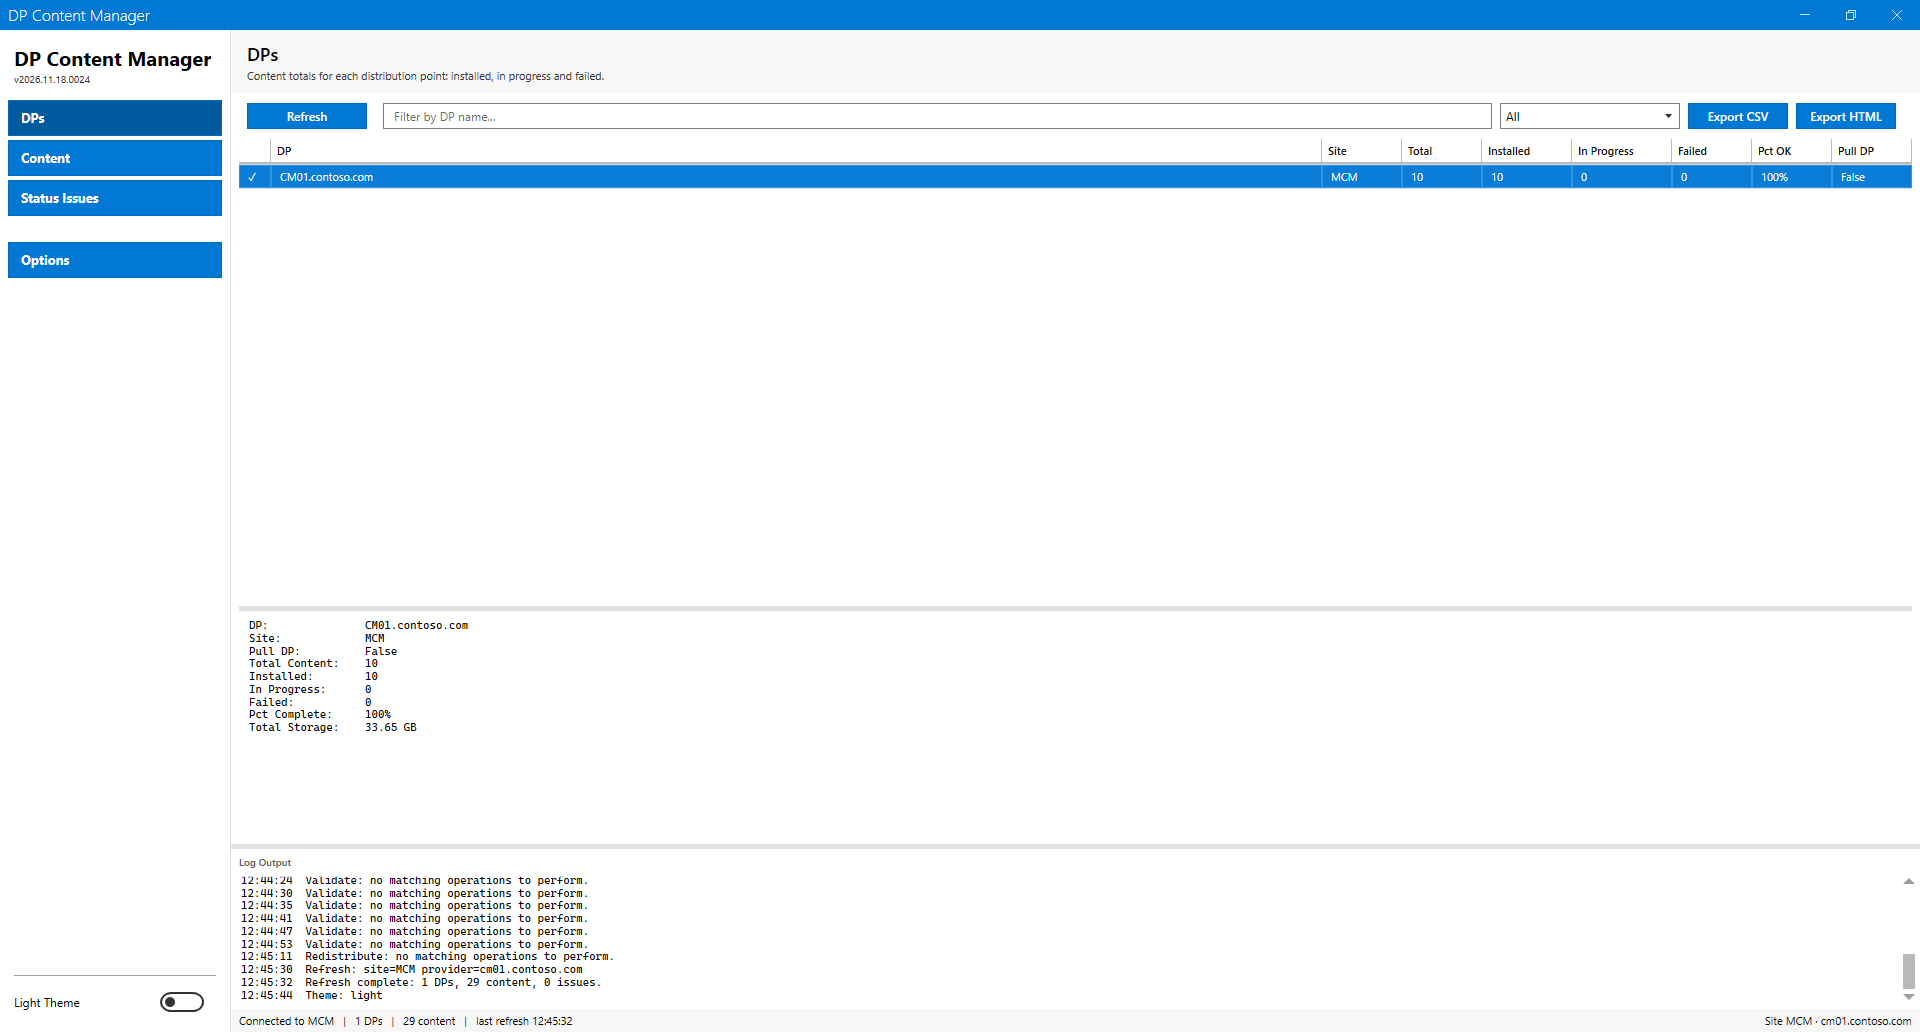 DP Content Manager
DP Content Manager
v2026.11.18.0024
DPs
Content
Status Issues
Options
Light Theme
DPs
Content totals for each distribution point: installed, in progress and failed.
Refresh
Filter by DP name...
All
Export CSV
Export HTML
DP Site Total Installed In Progress Failed Pct OK Pull DP
✓ CM01.contoso.com MCM 10 10 0 0 100% False
DP: CM01.contoso.com
Site: MCM
Pull DP: False
Total Content: 10
Installed: 10
In Progress: 0
Failed: 0
Pct Complete: 100%
Total Storage: 33.65 GB
Log Output
12:44:24 Validate: no matching operations to perform.
12:44:30 Validate: no matching operations to perform.
12:44:35 Validate: no matching operations to perform.
12:44:41 Validate: no matching operations to perform.
12:44:47 Validate: no matching operations to perform.
12:44:53 Validate: no matching operations to perform.
12:45:11 Redistribute: no matching operations to perform.
12:45:30 Refresh: site=MCM provider=cm01.contoso.com
12:45:32 Refresh complete: 1 DPs, 29 content, 0 issues.
12:45:44 Theme: light
Connected to MCM | 1 DPs | 29 content | last refresh 12:45:32
Site MCM · cm01.contoso.com